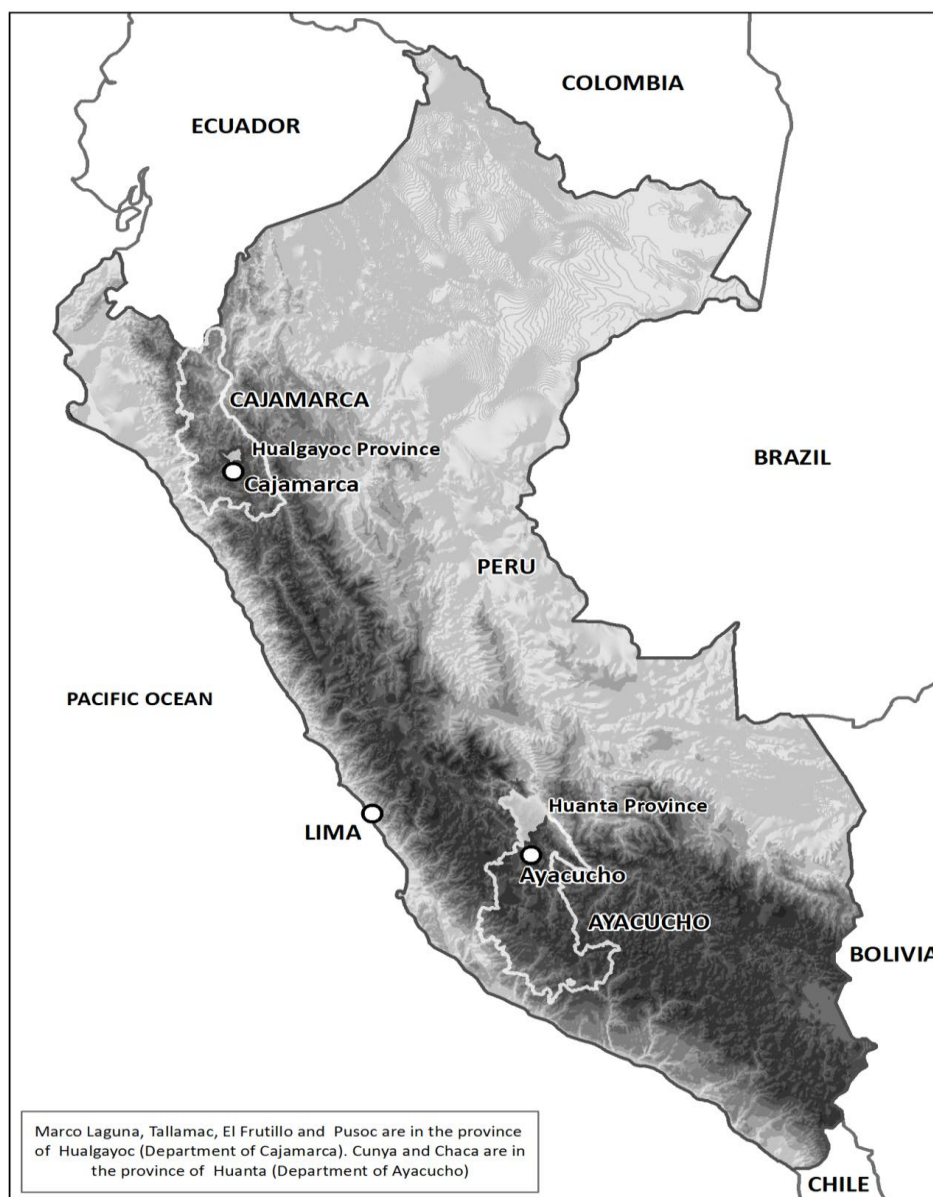 COLOMBIA
ECUADOR
CAJAMARCA
Hualgayoc Province
Cajamarca
BRAZIL
PERU
PACIFIC OCEAN
Huanta Province
LIMA
Ayacucho
AYACUCHO
BOLIVIA
Marco Laguna, Tallamac, El Frutillo and Pusoc are in the province
of Hualgayoc (Department of Cajamarca). Cunya and Chaca are in
the province of Huanta (Department of Ayacucho)
CHILE